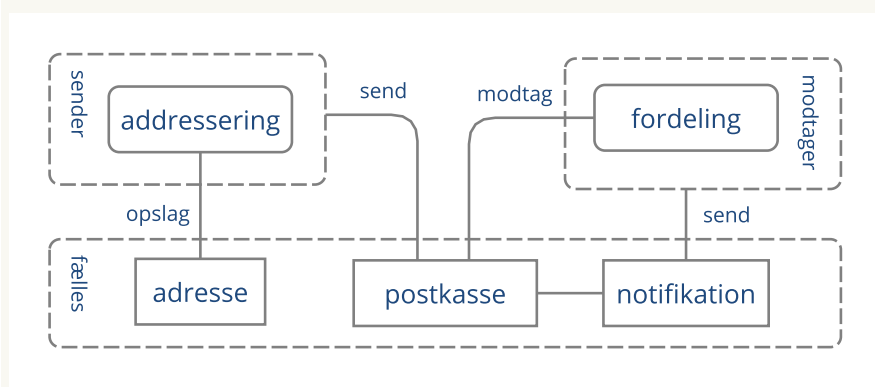 sender
addressering
send
modtag
fordeling
modtager
opslag
send
fælles
adresse
postkasse
notifikation